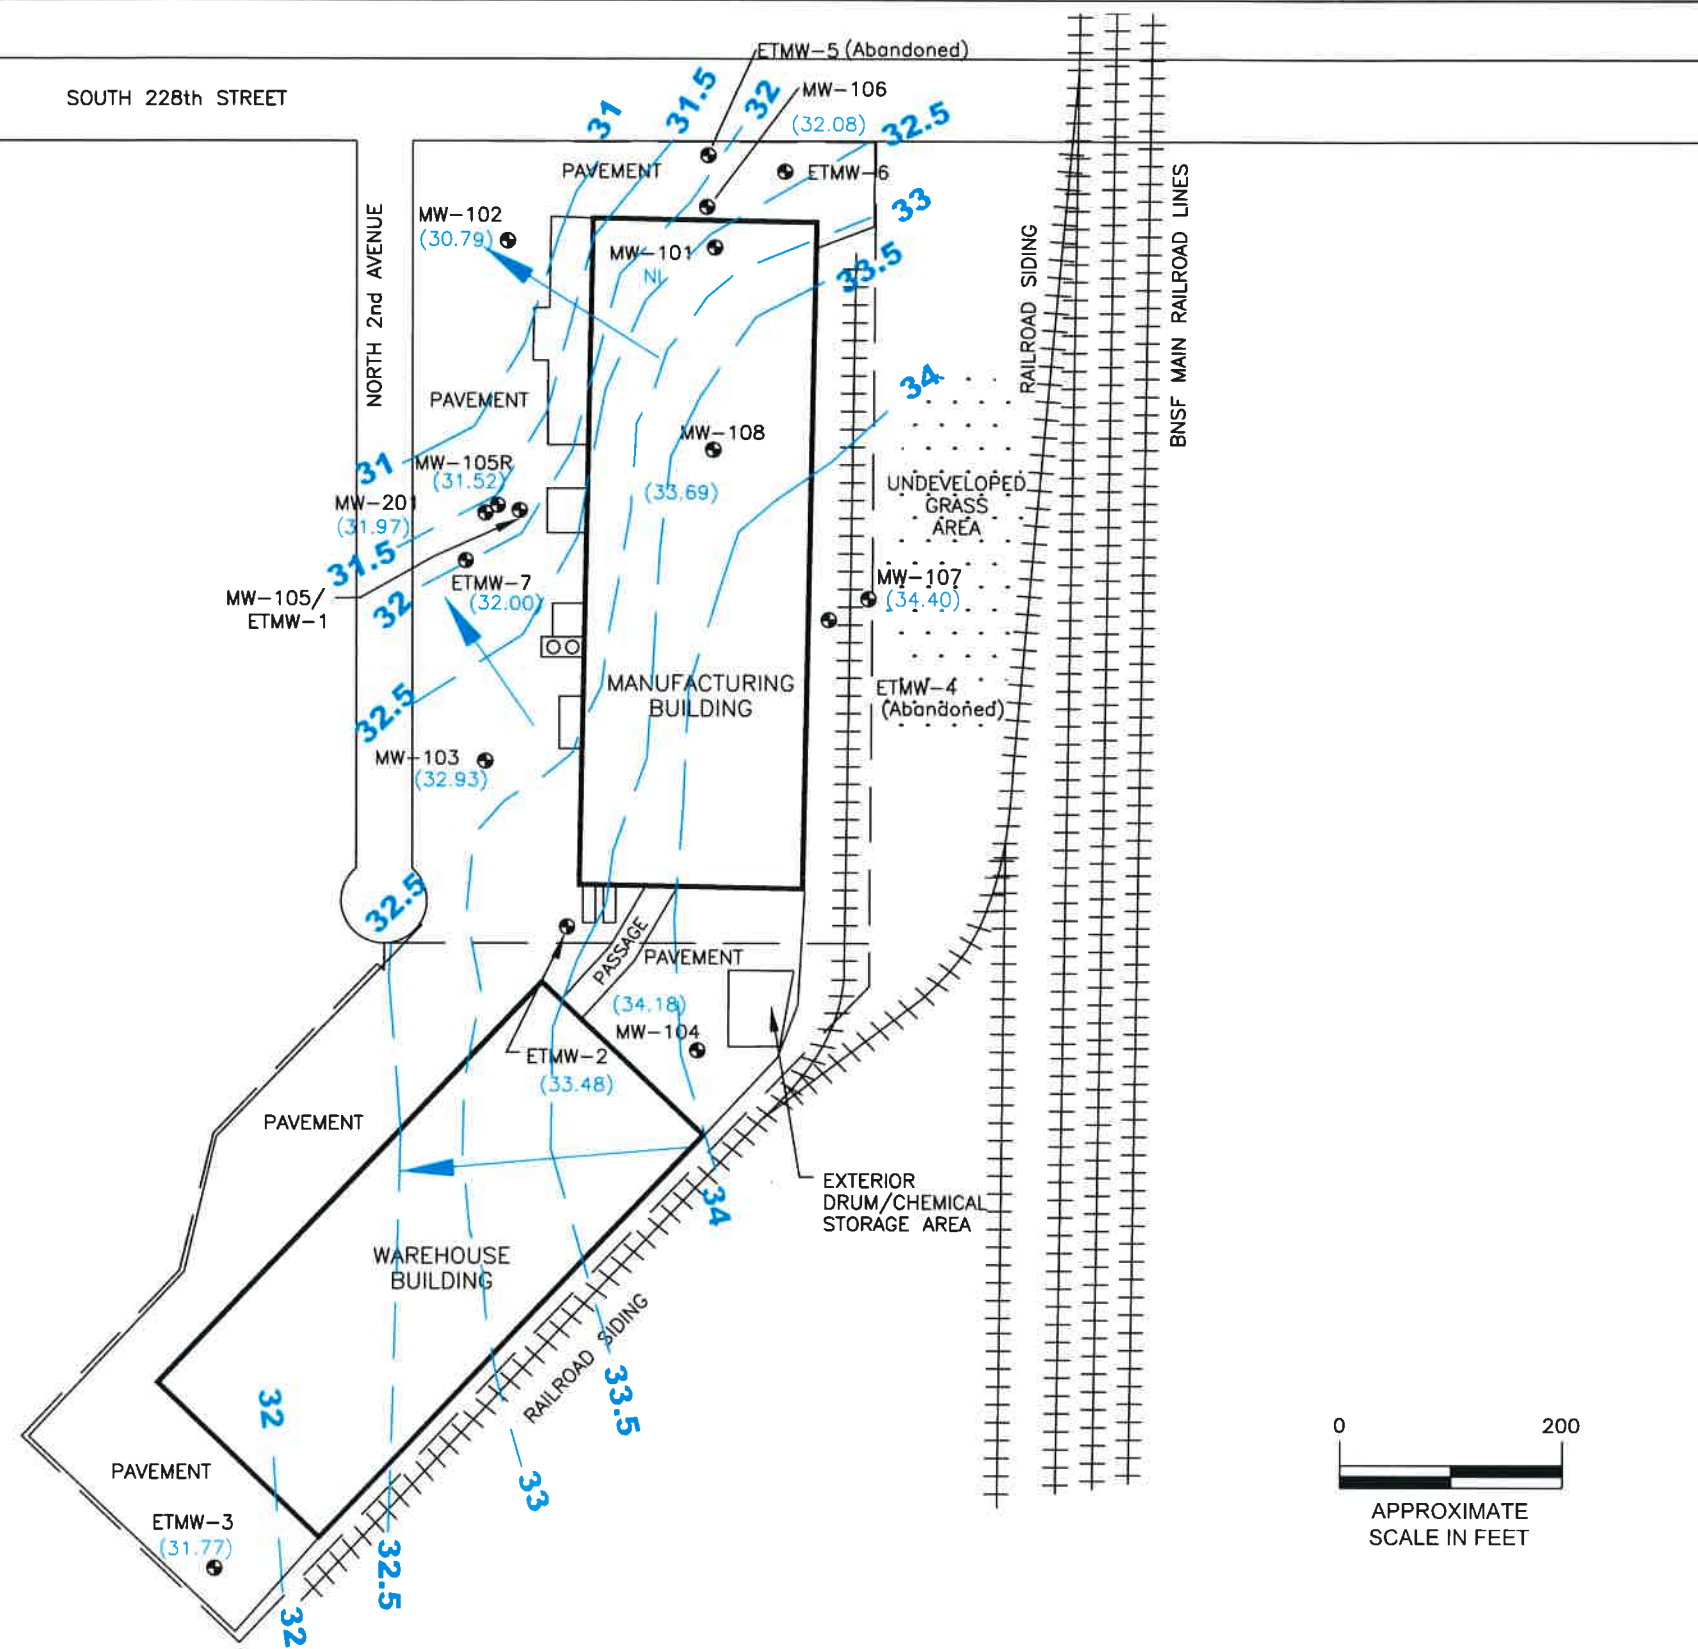 ETMW-5 (Abandoned)
SOUTH 228th STREET
31
31.5
32
MW-106
(32.08)
32.5
PAVEMENT
ETMW-6
33
33.5
MW-102
(30.79)
MW-101
NL
NORTH 2nd AVENUE
RAILROAD SIDING
BNSF MAIN RAILROAD LINES
34
PAVEMENT
MW-108
(33.69)
31
MW-105R
(31.52)
MW-201
(31.97)
31.5
UNDEVELOPED
GRASS
AREA
MW-105/
ETMW-1
32
ETMW-7
(32.00)
MW-107
(34.40)
MANUFACTURING
BUILDING
ETMW-4
(Abandoned)
32.5
MW-103
(32.93)
32.5
PASSAGE
PAVEMENT
(34.18)
MW-104
ETMW-2
(33.48)
PAVEMENT
EXTERIOR
DRUM/CHEMICAL
STORAGE AREA
34
WAREHOUSE
BUILDING
RAILROAD SIDING
33.5
32
33
PAVEMENT
ETMW-3
(31.77)
32.5
32
0 200
APPROXIMATE
SCALE IN FEET